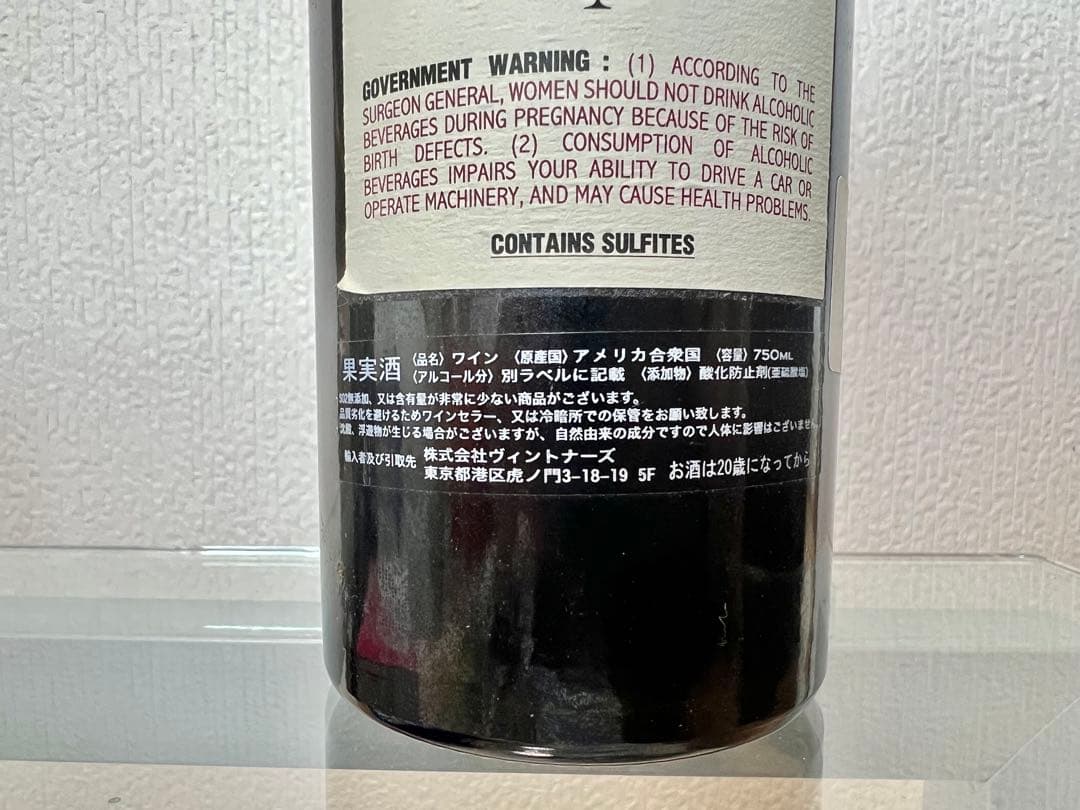 GOVERNMENT WARNING : (1) ACCORDING TO THE
SURGEON GENERAL, WOMEN SHOULD NOT DRINK ALCOHOLIC
BEVERAGES DURING PREGNANCY BECAUSE OF THE RISK OF
BIRTH DEFECTS. (2) CONSUMPTION OF ALCOHOLIC
BEVERAGES IMPAIRS YOUR ABILITY TO DRIVE A CAR OR
OPERATE MACHINERY, AND MAY CAUSE HEALTH PROBLEMS.
CONTAINS SULFITES
果実酒 〈品名〉 ワイン 〈原産国〉 アメリカ合衆国 〈容量〉 750ML
〈アルコール分〉 別ラベルに記載 〈添加物〉 酸化防止剤(亜硫酸塩)
SO2無添加、又は含有量が非常に少ない商品がございます。
品質劣化を避けるためワインセラー、又は冷暗所での保管をお願い致します。
沈澱、浮遊物が生じる場合がございますが、自然由来の成分ですので人体に影響はございません
輸入者及び引取先 株式会社ヴィントナーズ
東京都港区虎ノ門3-18-19 5F お酒は20歳になってから